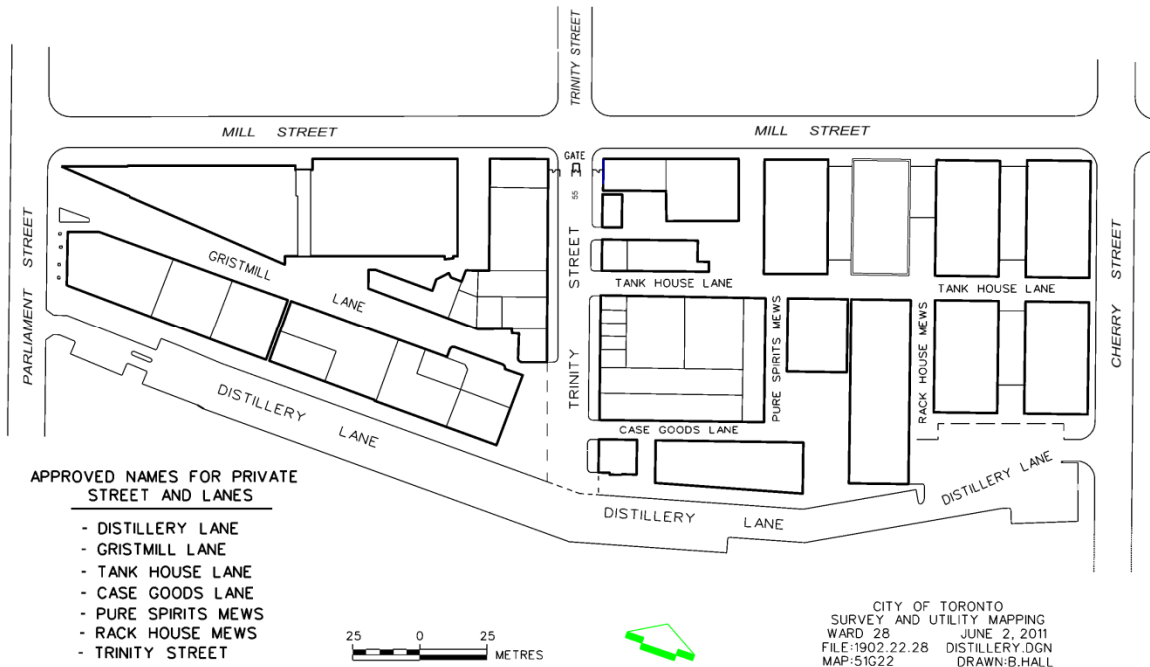 TRINITY STREET
MILL STREET
MILL STREET
GATE
55
PARLIAMENT STREET
GRISTMILL LANE
TRINITY STREET
TANK HOUSE LANE
TANK HOUSE LANE
CHERRY STREET
PURE SPIRITS MEWS
RACK HOUSE MEWS
DISTILLERY LANE
CASE GOODS LANE
DISTILLERY LANE
DISTILLERY LANE
APPROVED NAMES FOR PRIVATE
STREET AND LANES
- DISTILLERY LANE
- GRISTMILL LANE
- TANK HOUSE LANE
- CASE GOODS LANE
- PURE SPIRITS MEWS
- RACK HOUSE MEWS
- TRINITY STREET
25 0 25
METRES
CITY OF TORONTO
SURVEY AND UTILITY MAPPING
WARD 28 JUNE 2, 2011
FILE:1902.22.28 DISTILLERY.DGN
MAP:51G22 DRAWN:B.HALL